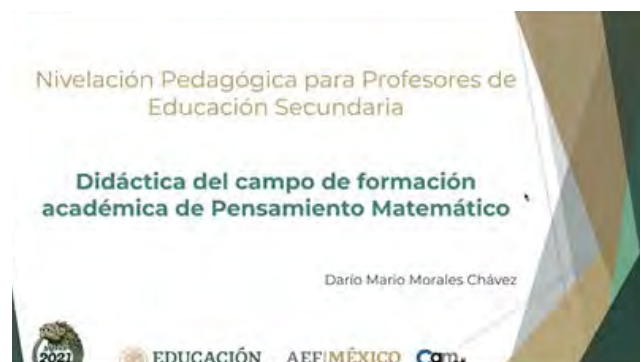 Nivelación Pedagógica para Profesores de
Educación Secundaria
Didáctica del campo de formación
académica de Pensamiento Matemático
Darío Mario Morales Chávez
2021
EDUCACIÓN AEFMÉXICO Cam.